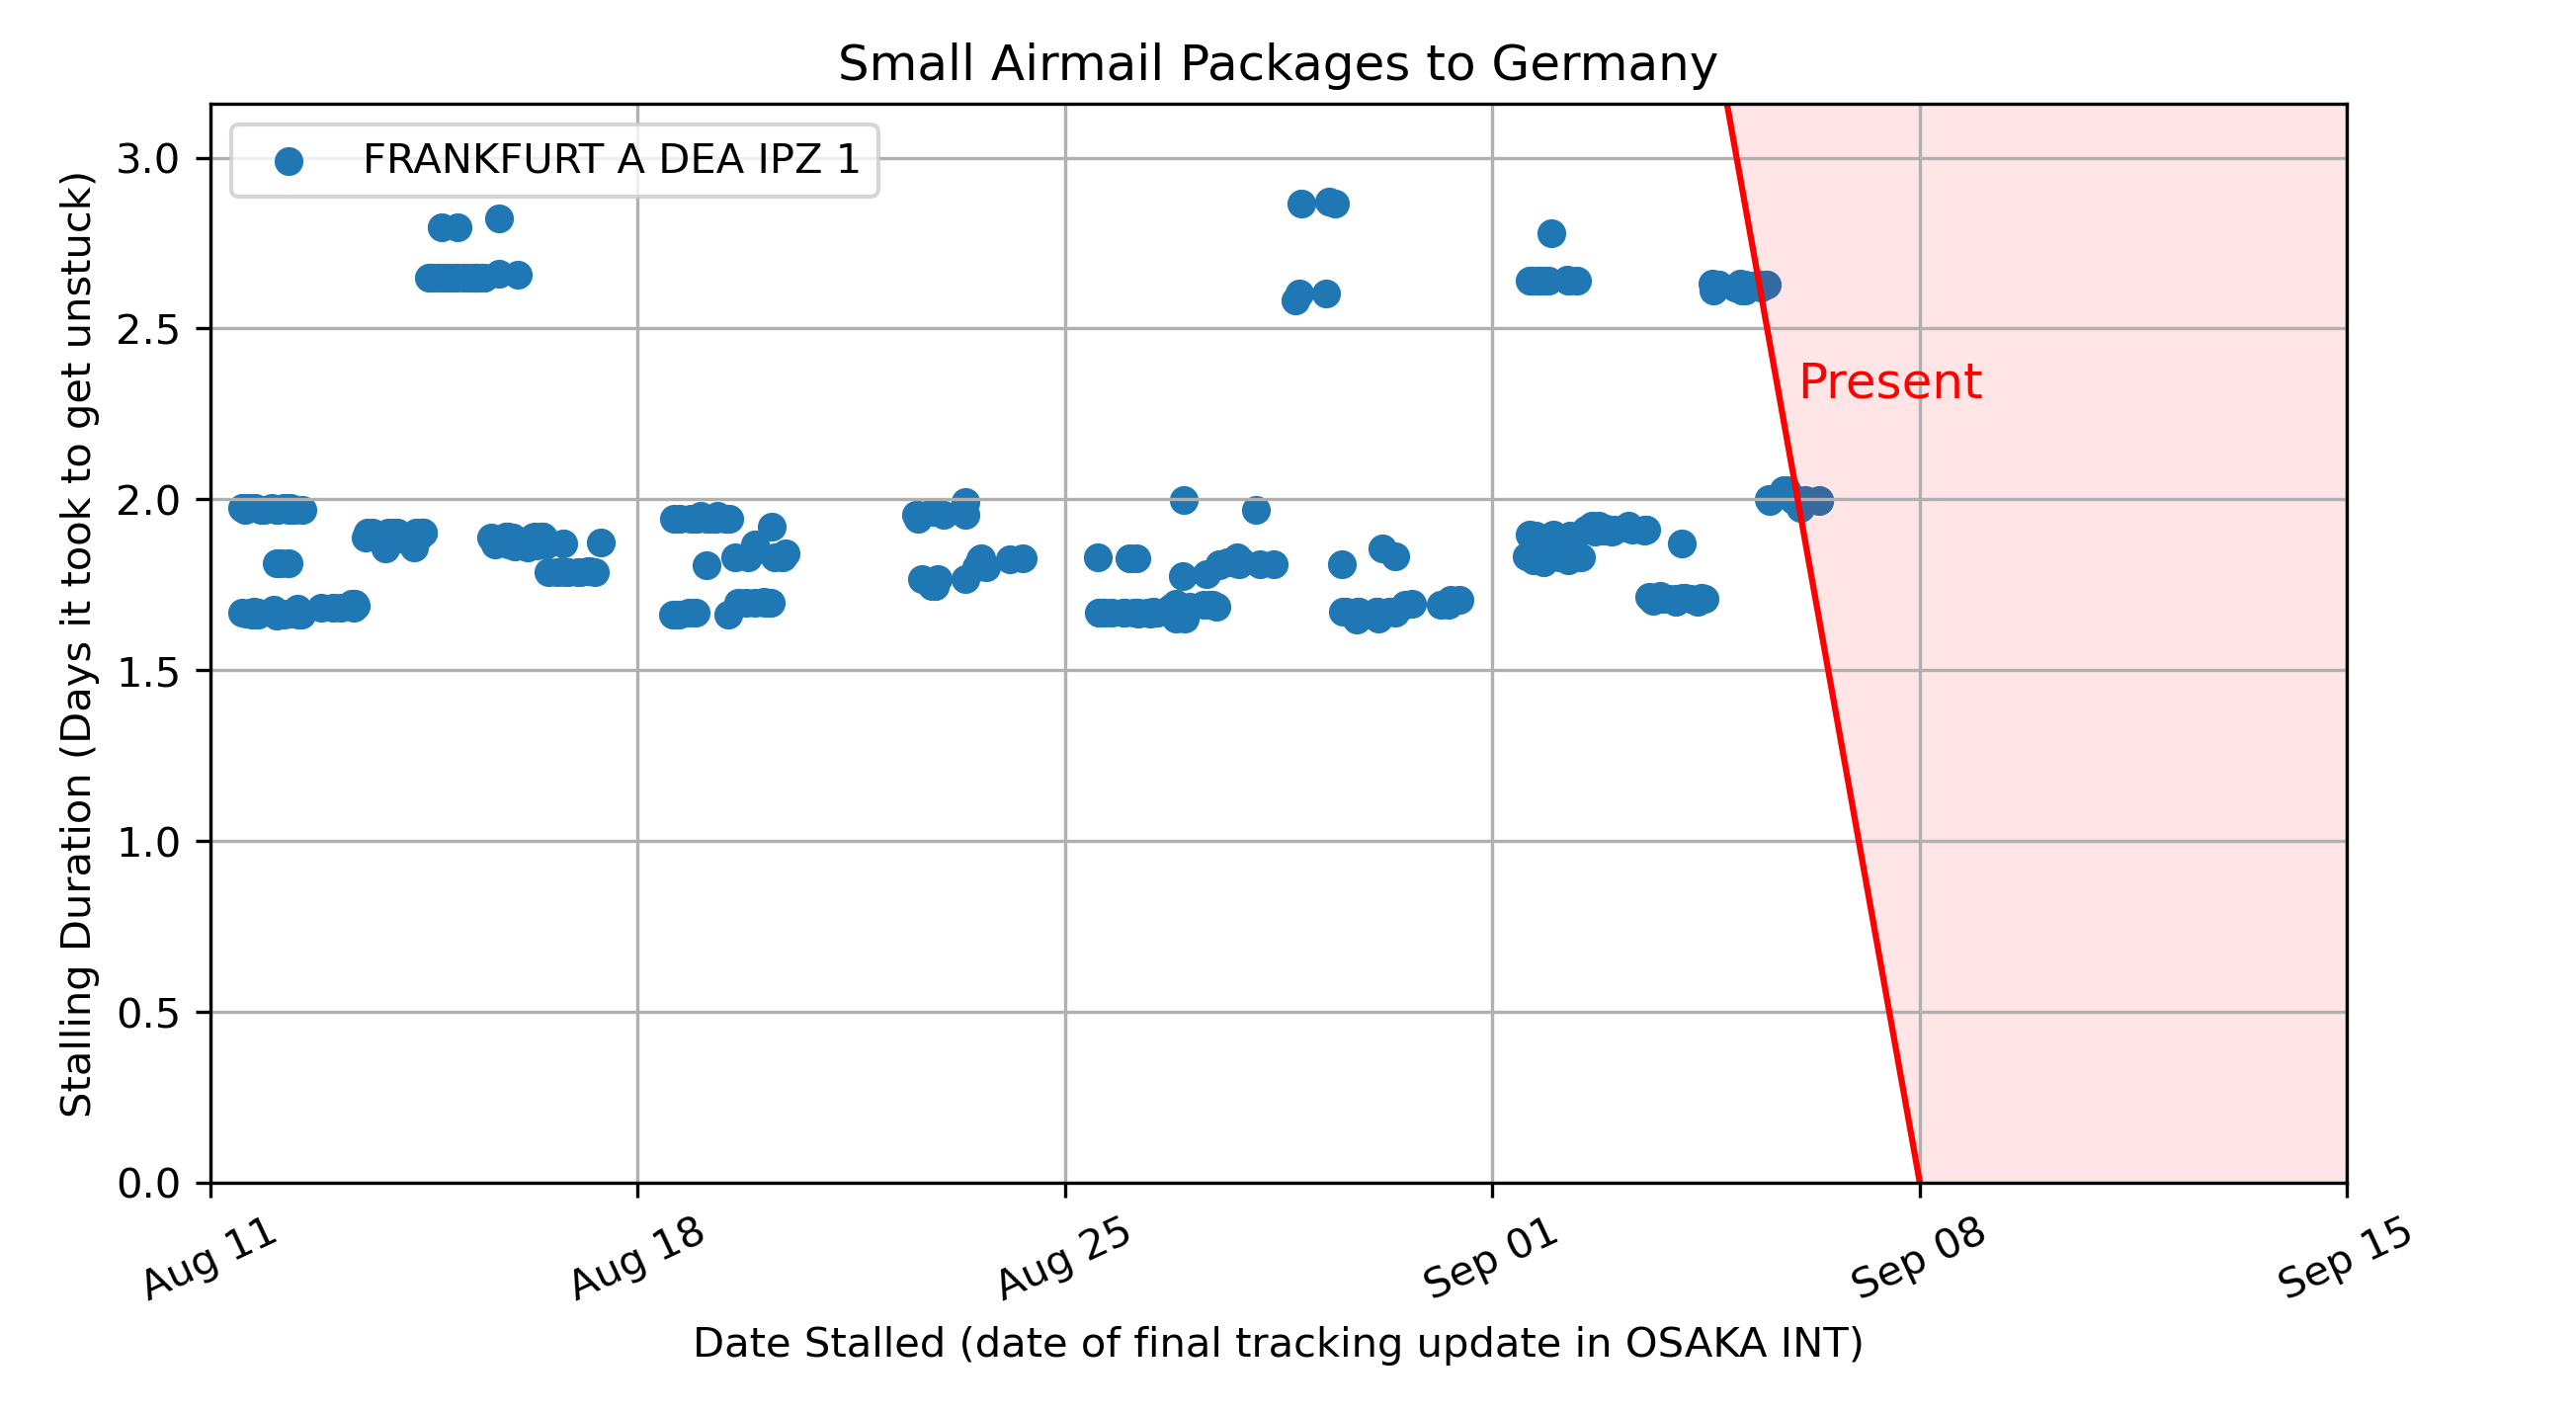 Small Airmail Packages to Germany
FRANKFURT A DEA IPZ 1
Present
Stalling Duration (Days it took to get unstuck)
3.0
2.5
2.0
1.5
1.0
0.5
0.0
Aug 11
Aug 18
Aug 25
Sep 01
Sep 08
Sep 15
Date Stalled (date of final tracking update in OSAKA INT)